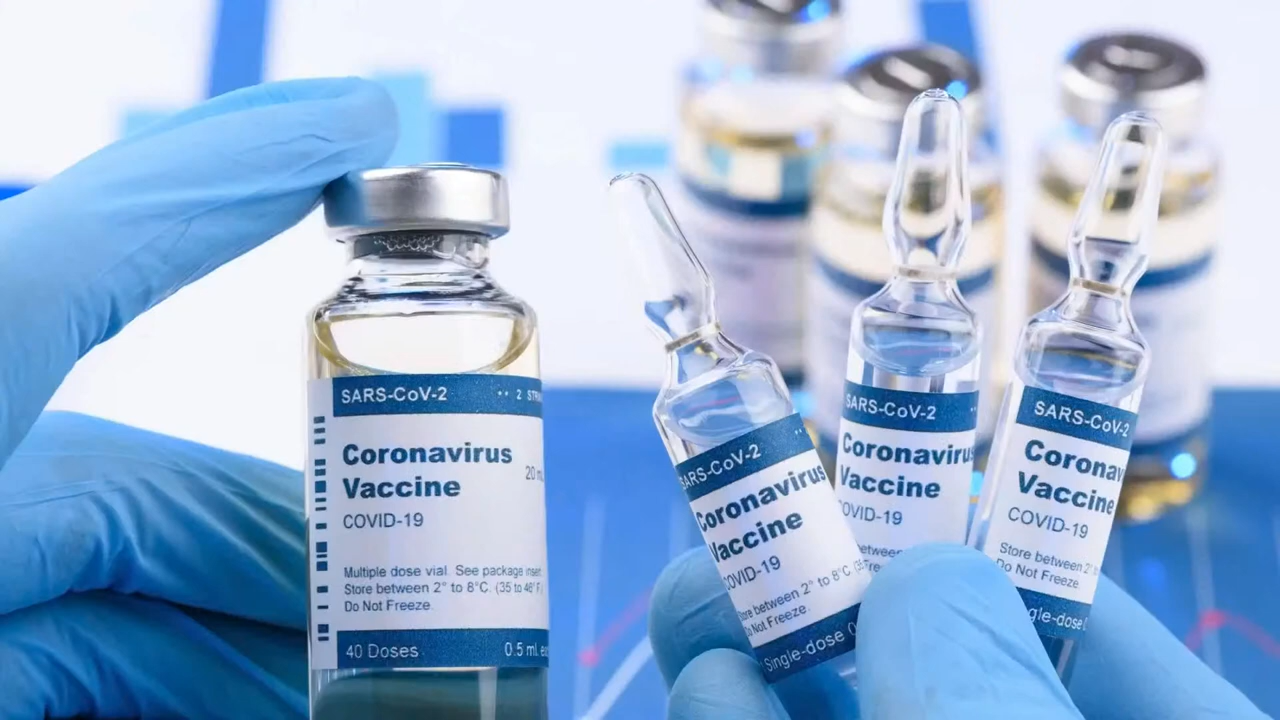 SARS-CoV-2 2
Coronavirus
Vaccine
20
COVID-19
Multiple dose vial. See package insert
Store between 2° to 8°C. (35 to 46° F
Do Not Freeze
40 Doses 0.5 ml.
SARS-CoV-2
Coronavirus
Vaccine
COVID-19
Store between 2° to 8°C.
Do Not Freeze.
Single-dose
SARS-CoV-2
Coronavirus
Vaccine
COVID-19
SARS-CoV-2
Corona
Vaccine
COVID-19
Store between 2°
Do Not Freeze.